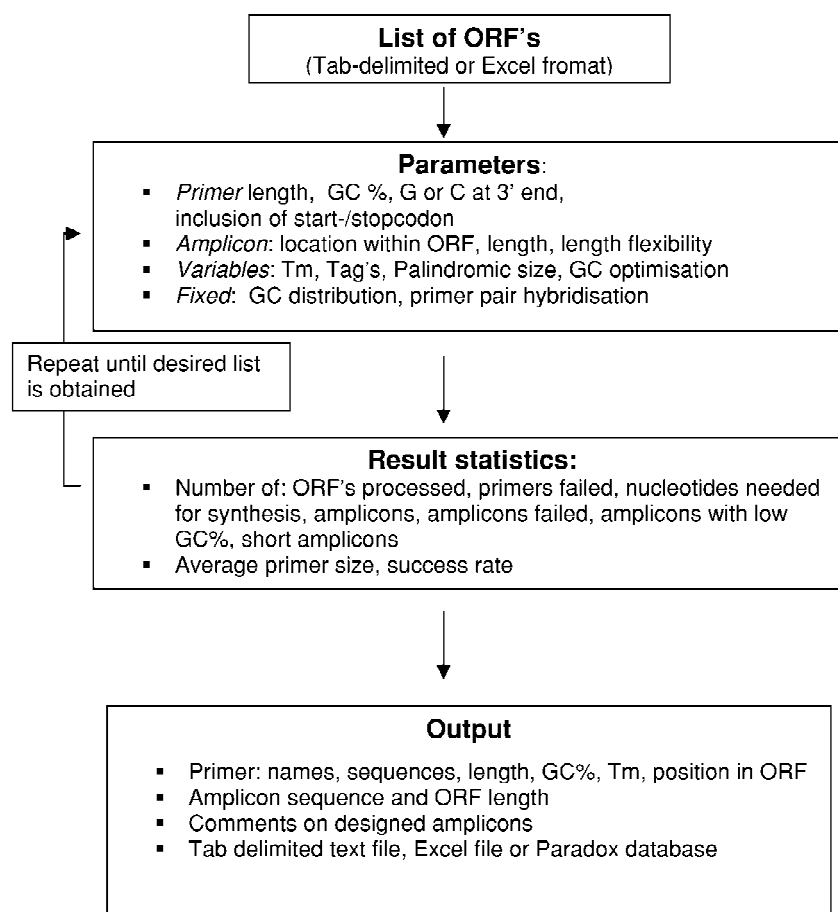 List of ORF's
(Tab-delimited or Excel fromat)
Parameters:
▪ Primer length, GC %, G or C at 3' end,
inclusion of start-/stopcodon
▪ Amplicon: location within ORF, length, length flexibility
▪ Variables: Tm, Tag's, Palindromic size, GC optimisation
▪ Fixed: GC distribution, primer pair hybridisation
Repeat until desired list
is obtained
Result statistics:
▪ Number of: ORF's processed, primers failed, nucleotides needed
for synthesis, amplicons, amplicons failed, amplicons with low
GC%, short amplicons
▪ Average primer size, success rate
Output
▪ Primer: names, sequences, length, GC%, Tm, position in ORF
▪ Amplicon sequence and ORF length
▪ Comments on designed amplicons
▪ Tab delimited text file, Excel file or Paradox database